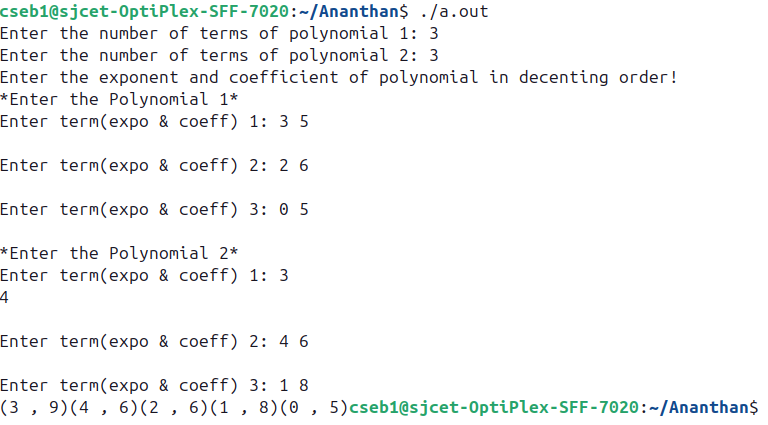 cseb1@sjcet-OptiPlex-SFF-7020:~/Ananthan$ ./a.out
Enter the number of terms of polynomial 1: 3
Enter the number of terms of polynomial 2: 3
Enter the exponent and coefficient of polynomial in decenting order!
*Enter the Polynomial 1*
Enter term(expo & coeff) 1: 3 5
Enter term(expo & coeff) 2: 2 6
Enter term(expo & coeff) 3: 0 5
*Enter the Polynomial 2*
Enter term(expo & coeff) 1: 3
4
Enter term(expo & coeff) 2: 4 6
Enter term(expo & coeff) 3: 1 8
(3 , 9)(4 , 6)(2 , 6)(1 , 8)(0 , 5)cseb1@sjcet-OptiPlex-SFF-7020:~/Ananthan$